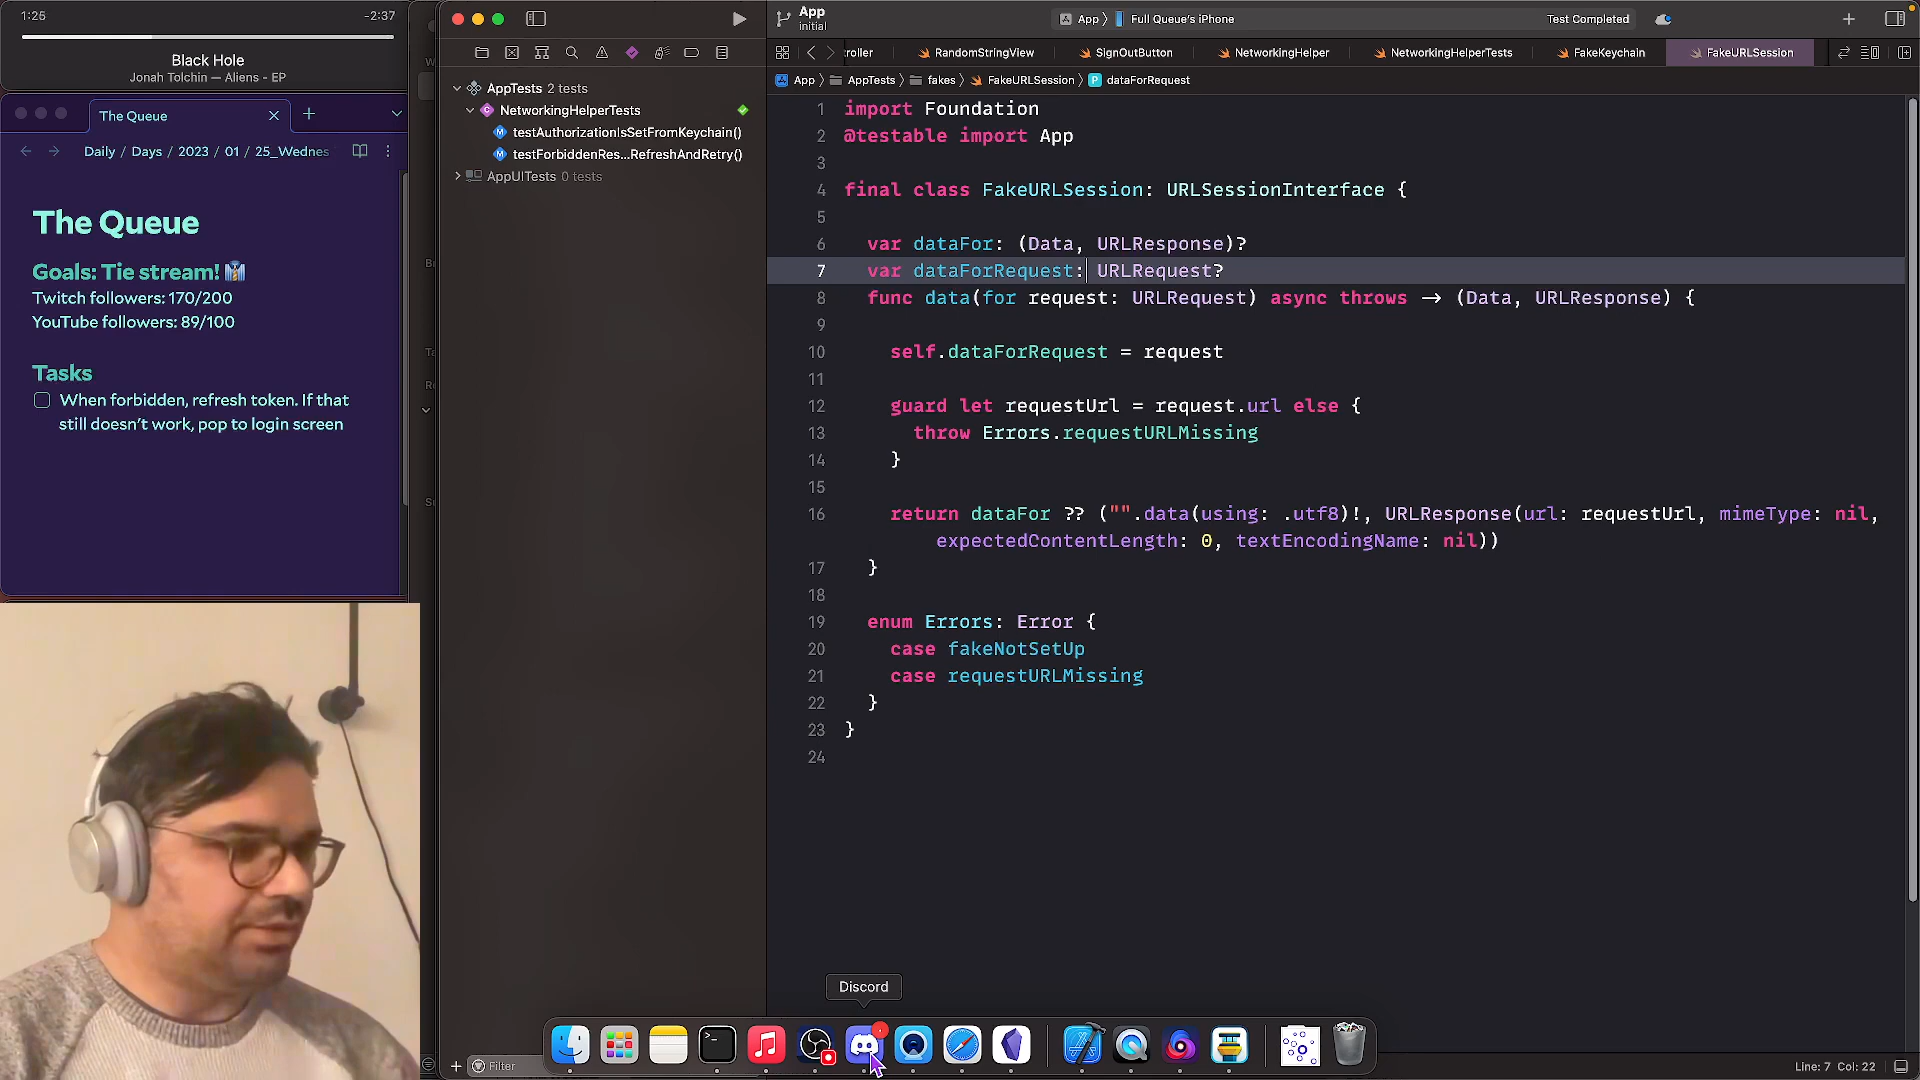 1:25
-2:37
Black Hole
Jonah Tolchin — Aliens - EP
The Queue
Daily / Days / 2023 / 01 / 25_Wednes
The Queue
Goals: Tie stream!
Twitch followers: 170/200
YouTube followers: 89/100
Tasks
When forbidden, refresh token. If that
still doesn't work, pop to login screen
App
initial
App
Full Queue's iPhone
Test Completed
roller
RandomStringView
SignOutButton
NetworkingHelper
NetworkingHelperTests
FakeKeychain
FakeURLSession
App
AppTests
fakes
FakeURLSession
P
dataForRequest
AppTests 2 tests
C NetworkingHelperTests
M testAuthorizationIsSetFromKeychain()
M testForbiddenRes...RefreshAndRetry()
AppUITests 0 tests
Filter
1 import Foundation
2 @testable import App
3
4 final class FakeURLSession: URLSessionInterface {
5
6 var dataFor: (Data, URLResponse)?
7 var dataForRequest: URLRequest?
8 func data(for request: URLRequest) async throws → (Data, URLResponse) {
9
10 self.dataForRequest = request
11
12 guard let requestUrl = request.url else {
13 throw Errors.requestURLMissing
14 }
15
16 return dataFor ?? ("".data(using: .utf8)!, URLResponse(url: requestUrl, mimeType: nil,
expectedContentLength: 0, textEncodingName: nil))
17 }
18
19 enum Errors: Error {
20 case fakeNotSetUp
21 case requestURLMissing
22 }
23 }
24
Discord
Line: 7 Col: 22